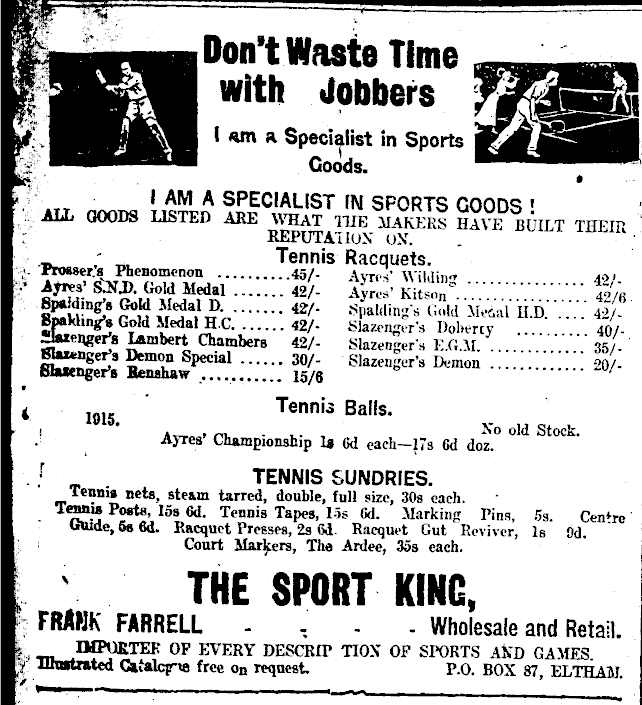 Don't Waste Time
with Jobbers
I am a Specialist in Sports
Goods.
I AM A SPECIALIST IN SPORTS GOODS !
ALL GOODS LISTED ARE WHAT THE MAKERS HAVE BUILT THEIR
REPUTATION ON.
Tennis Racquets.
Prosser's Phenomenon .......... 45/-
Ayres' S.N.D. Gold Medal ....... 42/-
Spalding's Gold Medal D. ....... 42/-
Spalding's Gold Medal H.C. ...... 42/-
Slazenger's Lambert Chambers 42/-
Slazenger's Demon Special ...... 30/-
Slazenger's Renshaw ........... 15/6
Ayres' Wilding ................. 42/-
Ayres' Kitson .................. 42/6
Spalding's Gold Medal H.D. .... 42/-
Slazenger's Doherty .......... 40/-
Slazenger's E.G.M. ............. 35/-
Slazenger's Demon ............. 20/-
Tennis Balls.
1915. No old Stock.
Ayres' Championship 1s 6d each—17s 6d doz.
TENNIS SUNDRIES.
Tennis nets, steam tarred, double, full size, 30s each.
Tennis Posts, 15s 6d. Tennis Tapes, 15s 6d. Marking Pins, 5s. Centre
Guide, 5s 6d. Racquet Presses, 2s 6d. Racquet Gut Reviver, 1s 9d.
Court Markers, The Ardee, 35s each.
THE SPORT KING,
FRANK FARRELL - - - - Wholesale and Retail.
IMPORTER OF EVERY DESCRIP TION OF SPORTS AND GAMES.
Illustrated Catalogue free on request. P.O. BOX 87, ELTHAM.